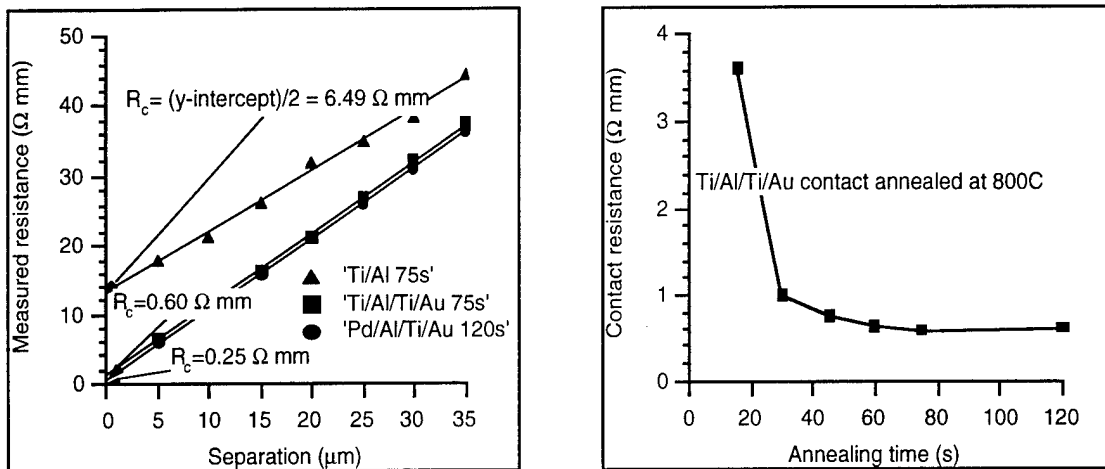 Measured resistance (Ω mm)
50
40
30
20
10
0
R_c= (y-intercept)/2 = 6.49 Ω mm
R_c=0.60 Ω mm
R_c=0.25 Ω mm
'Ti/Al 75s'
'Ti/Al/Ti/Au 75s'
'Pd/Al/Ti/Au 120s'
0 5 10 15 20 25 30 35
Separation (μm)
Contact resistance (Ω mm)
4
3
2
1
0
Ti/Al/Ti/Au contact annealed at 800C
0 20 40 60 80 100 120
Annealing time (s)